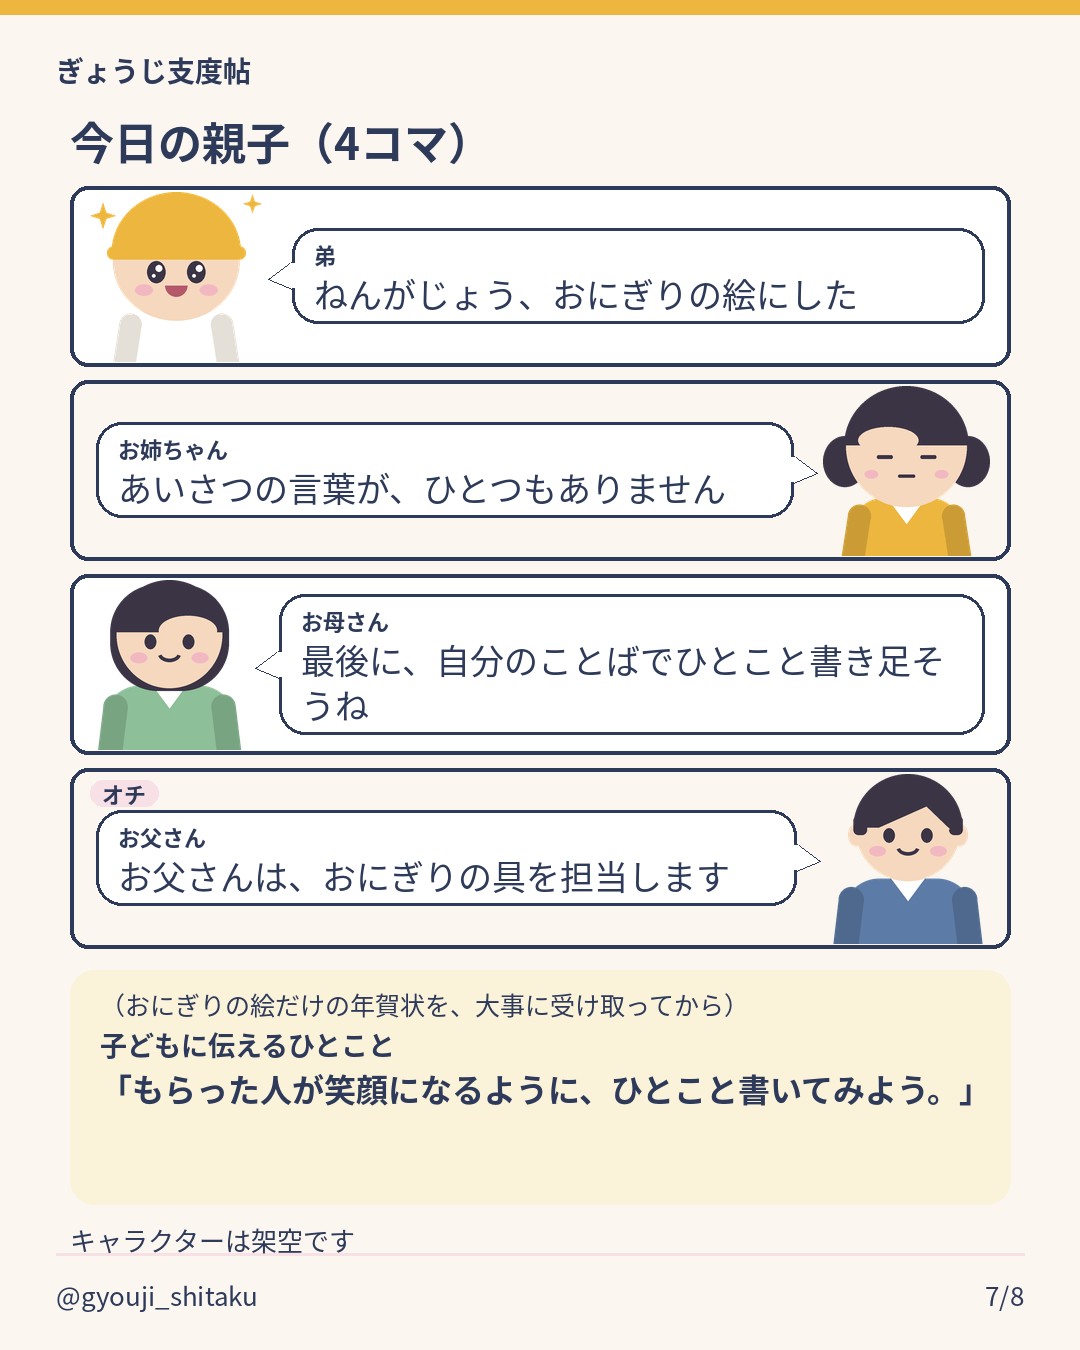 ぎょうじ支度帖
今日の親子（4コマ）
弟
ねんがじょう、おにぎりの絵にした
お姉ちゃん
あいさつの言葉が、ひとつもありません
お母さん
最後に、自分のことばでひとこと書き足そ
うね
オチ
お父さん
お父さんは、おにぎりの具を担当します
（おにぎりの絵だけの年賀状を、大事に受け取ってから）
子どもに伝えるひとこと
「もらった人が笑顔になるように、ひとこと書いてみよう。」
キャラクターは架空です
@gyouji_shitaku
7/8